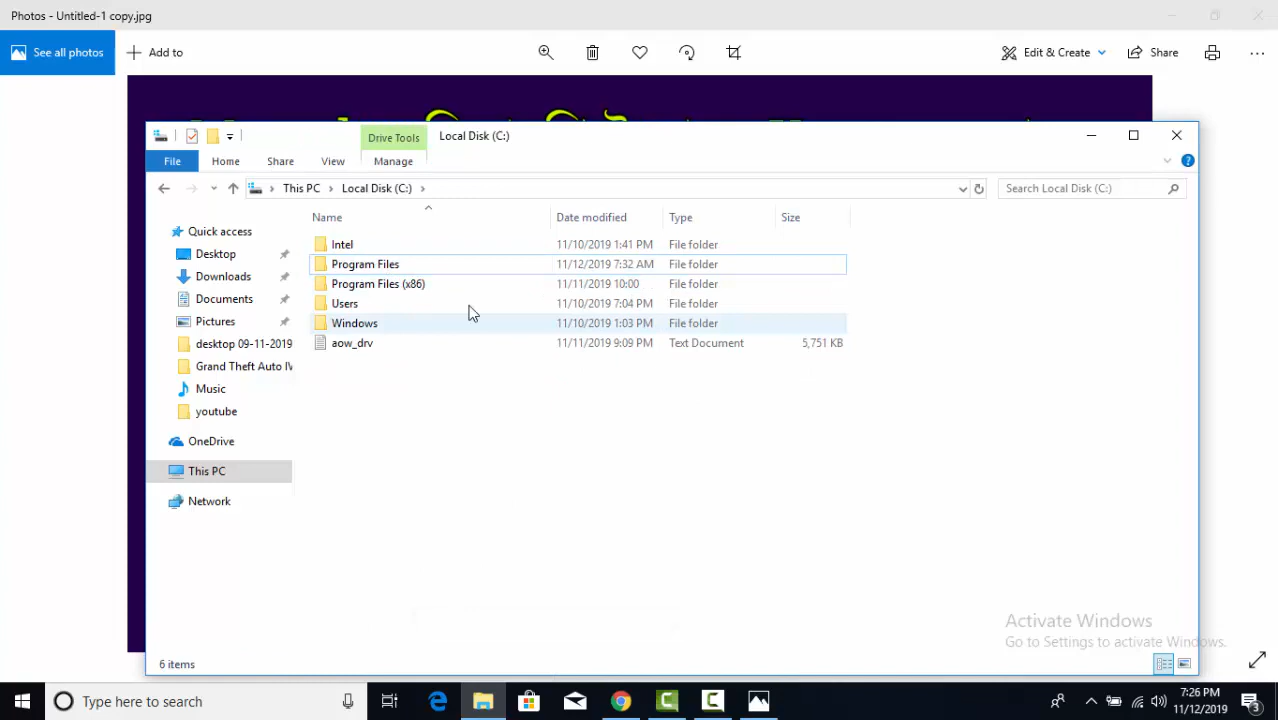 Photos - Untitled-1 copy.jpg
See all photos
Add to
Edit & Create
Share
Drive Tools
Local Disk (C:)
File
Home
Share
View
Manage
This PC
Local Disk (C:)
Search Local Disk (C:)
Name
Date modified
Type
Size
Quick access
Desktop
Downloads
Documents
Pictures
desktop 09-11-2019
Grand Theft Auto IV
Music
youtube
OneDrive
This PC
Network
Intel 11/10/2019 1:41 PM File folder
Program Files 11/12/2019 7:32 AM File folder
Program Files (x86) 11/11/2019 10:00 File folder
Users 11/10/2019 7:04 PM File folder
Windows 11/10/2019 1:03 PM File folder
aow_drv 11/11/2019 9:09 PM Text Document 5,751 KB
Activate Windows
Go to Settings to activate Windows.
6 items
Type here to search
7:26 PM
11/12/2019
3